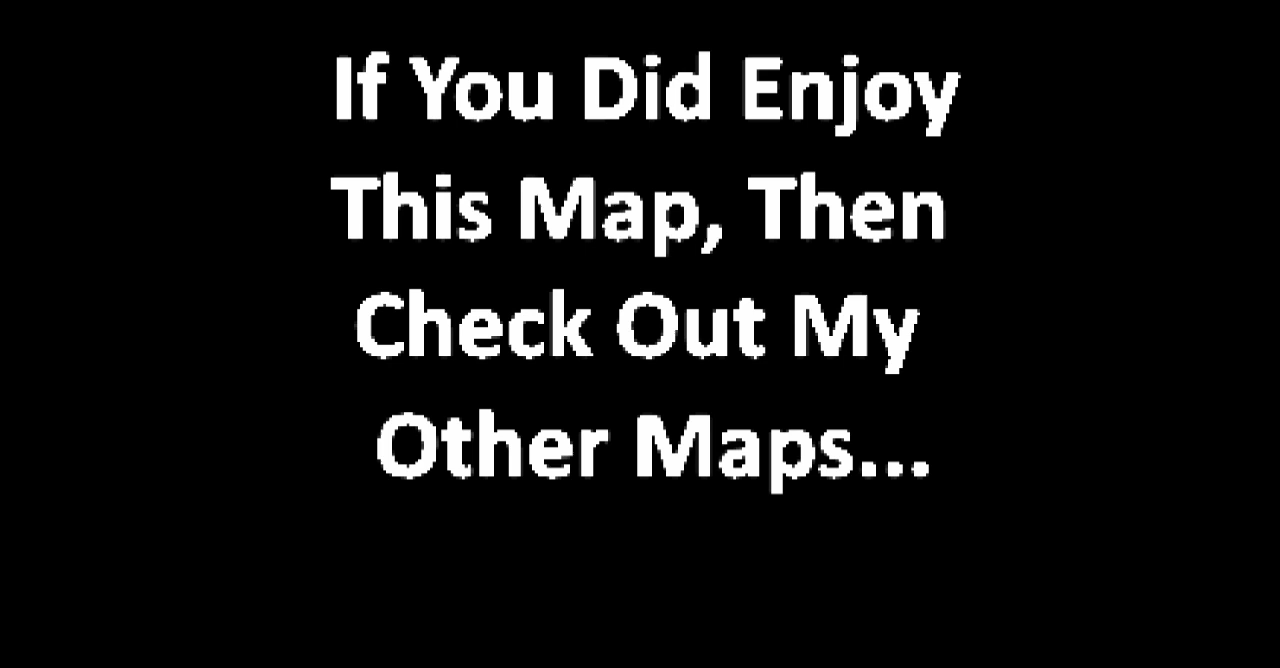 If You Did Enjoy
This Map, Then
Check Out My
Other Maps...